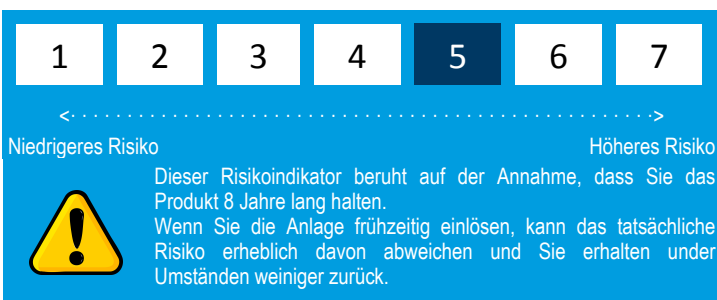 1 2 3 4 5 6 7
<· · · · · · · · · · · · · · · · · · · · · · · · · · · · · · · · · · · · · · · · · · · · · · · · · · · ·>
Niedrigeres Risiko Höheres Risiko
Dieser Risikoindikator beruht auf der Annahme, dass Sie das
Produkt 8 Jahre lang halten.
Wenn Sie die Anlage frühzeitig einlösen, kann das tatsächliche
Risiko erheblich davon abweichen und Sie erhalten under
Umständen weiniger zurück.